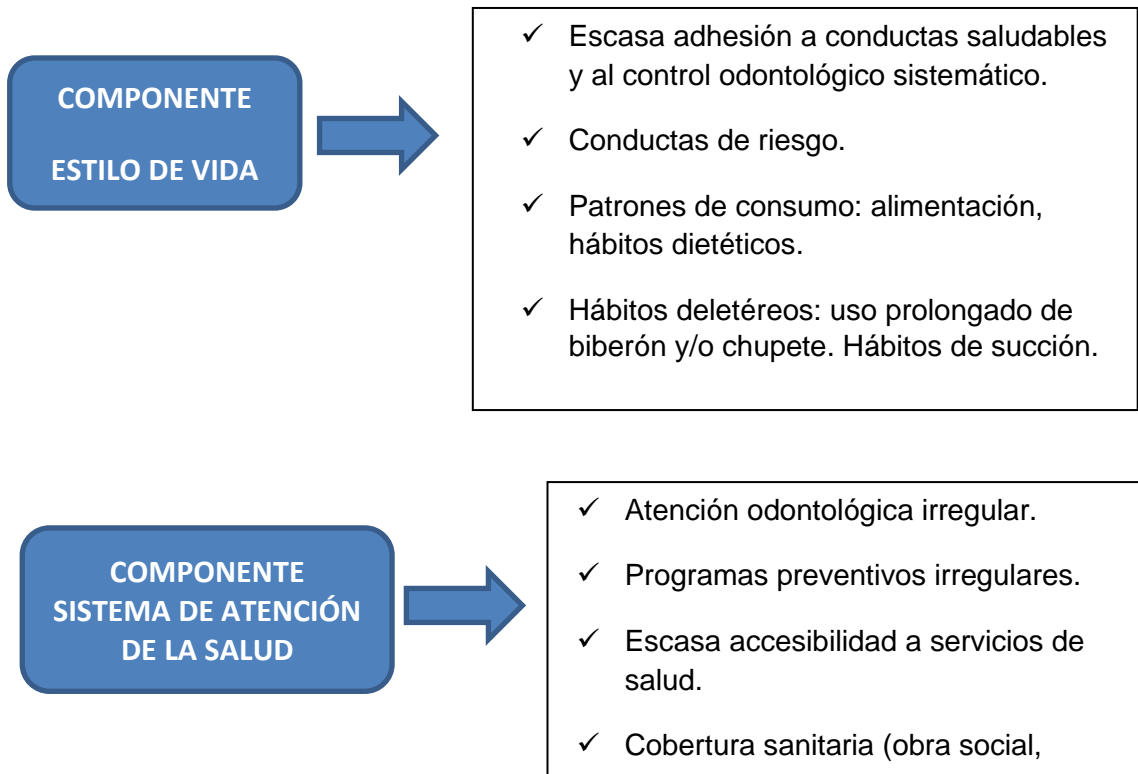 COMPONENTE
ESTILO DE VIDA
✓ Escasa adhesión a conductas saludables
y al control odontológico sistemático.
✓ Conductas de riesgo.
✓ Patrones de consumo: alimentación,
hábitos dietéticos.
✓ Hábitos deletéreos: uso prolongado de
biberón y/o chupete. Hábitos de succión.
COMPONENTE
SISTEMA DE ATENCIÓN
DE LA SALUD
✓ Atención odontológica irregular.
✓ Programas preventivos irregulares.
✓ Escasa accesibilidad a servicios de
salud.
✓ Cobertura sanitaria (obra social,